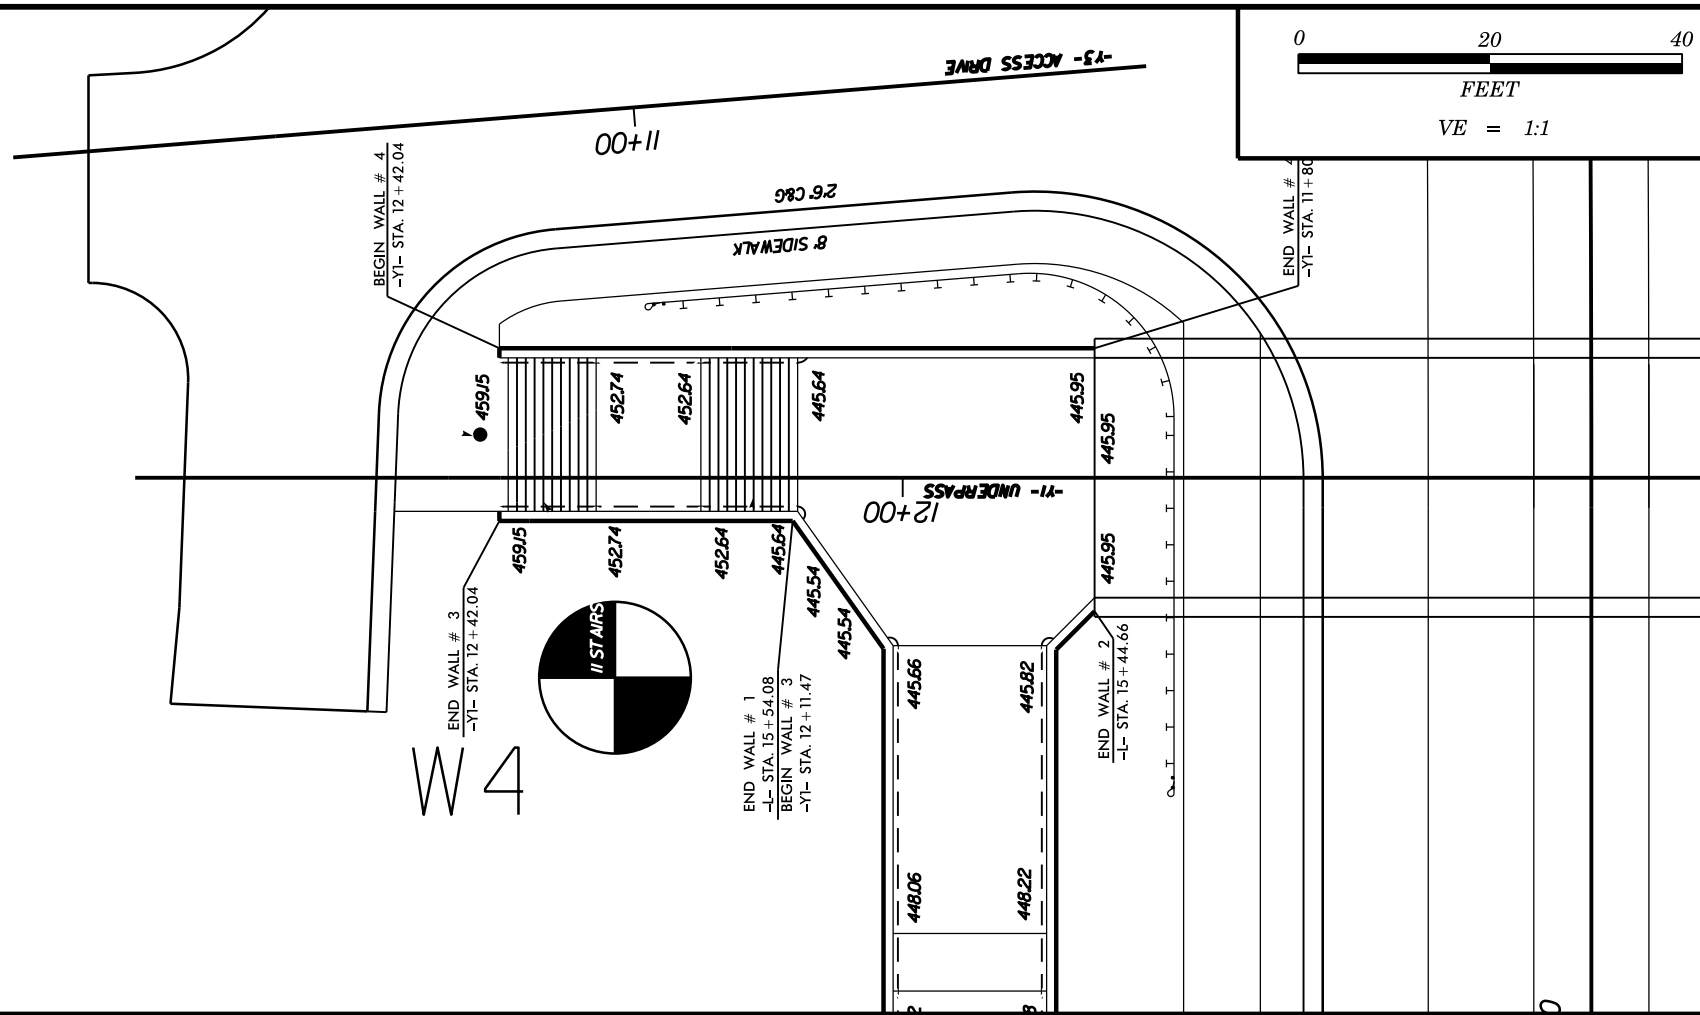 0 20 40
FEET
VE = 1:1
-Y3- ACCESS DRIVE
11+00
BEGIN WALL # 4
-Y1- STA. 12+42.04
2'6" C&G
8' SIDEWALK
END WALL #
-Y1- STA. 11+80
459.15
452.74
452.64
445.64
445.95
445.95
-Y1- UNDERPASS
12+00
459.15
452.74
452.64
445.64
445.54
445.54
445.95
END WALL # 3
-Y1- STA. 12+42.04
11 STAIRS
END WALL # 1
-L- STA. 15+54.08
BEGIN WALL # 3
-Y1- STA. 12+11.47
445.66
445.82
END WALL # 2
-L- STA. 15+44.66
W4
448.06
448.22